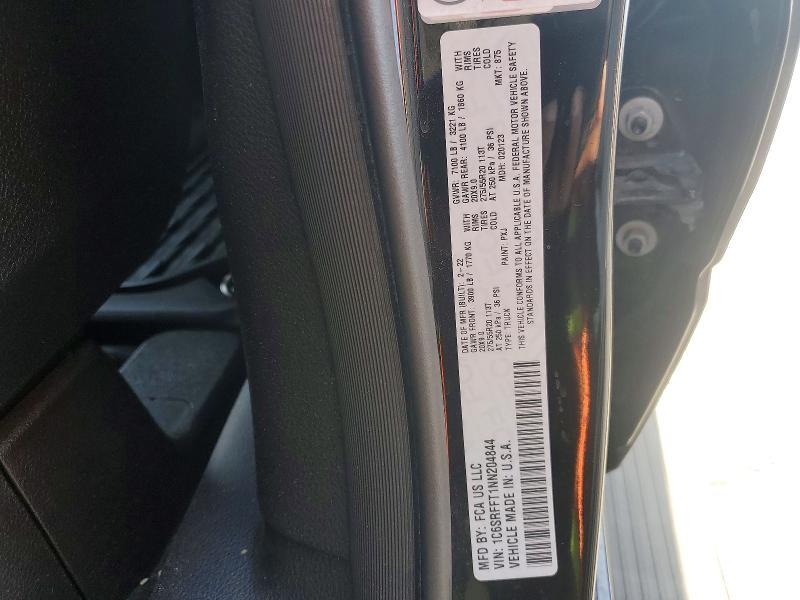 MFD BY: FCA US LLC
VIN: 1C6SRFFT1NN204844
VEHICLE MADE IN: U.S.A.
DATE OF MFR (BUILT): 2-22
GAWR FRONT: 3900 LB / 1770 KG WITH
20X9.0 RIMS
275/55R20 113T TIRES
AT 250 kPa / 36 PSI COLD
TYPE: TRUCK PAINT: PXJ
GVWR: 7100 LB / 3221 KG
GAWR REAR: 4100 LB / 1860 KG WITH
20X9.0 RIMS
275/55R20 113T TIRES
AT 250 kPa / 36 PSI COLD
MDH: 020123 MKT: 875
THIS VEHICLE CONFORMS TO ALL APPLICABLE U.S.A. FEDERAL MOTOR VEHICLE SAFETY
STANDARDS IN EFFECT ON THE DATE OF MANUFACTURE SHOWN ABOVE.